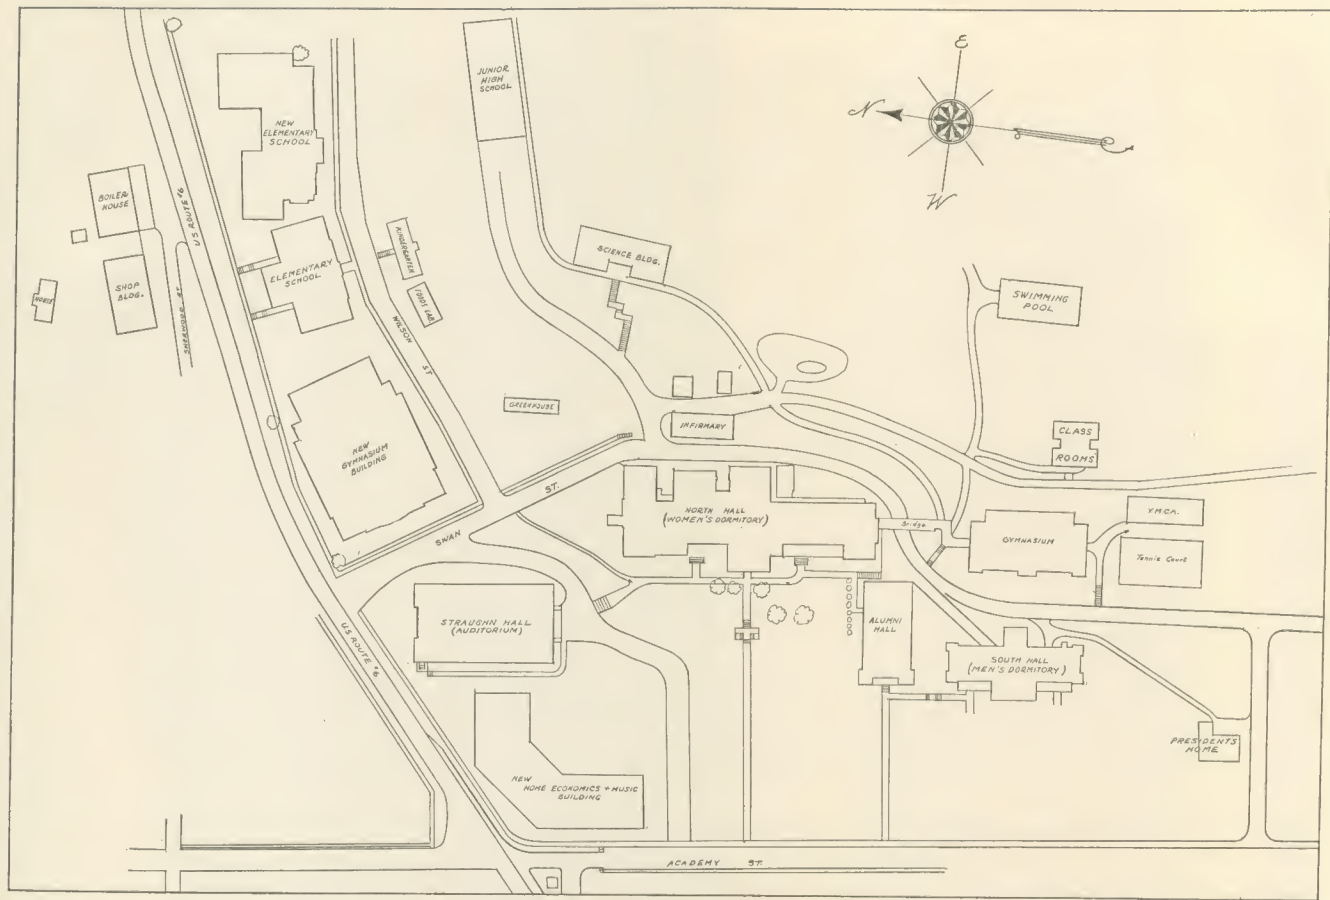 E
N
W
JUNIOR
HIGH
SCHOOL
NEW
ELEMENTARY
SCHOOL
BOILER
HOUSE
US ROUTE #6
KINDERGARTEN
SCIENCE BLDG.
ELEMENTARY
SCHOOL
SHOP
BLDG.
HOUSE
FOODS LAB.
SWIMMING
POOL
SHERWOOD ST.
WILSON
ST
GREENHOUSE
INFIRMARY
CLASS
ROOMS
NEW
GYMNASIUM
BUILDING
SWAN
ST.
NORTH HALL
(WOMEN'S DORMITORY)
Bridge
GYMNASIUM
Y.M.C.A.
Tennis Court
STRAUGHN HALL
(AUDITORIUM)
ALUMNI
HALL
US ROUTE #6
SOUTH HALL
(MEN'S DORMITORY)
PRESIDENTS
HOME
NEW
HOME ECONOMICS + MUSIC
BUILDING
ACADEMY ST.